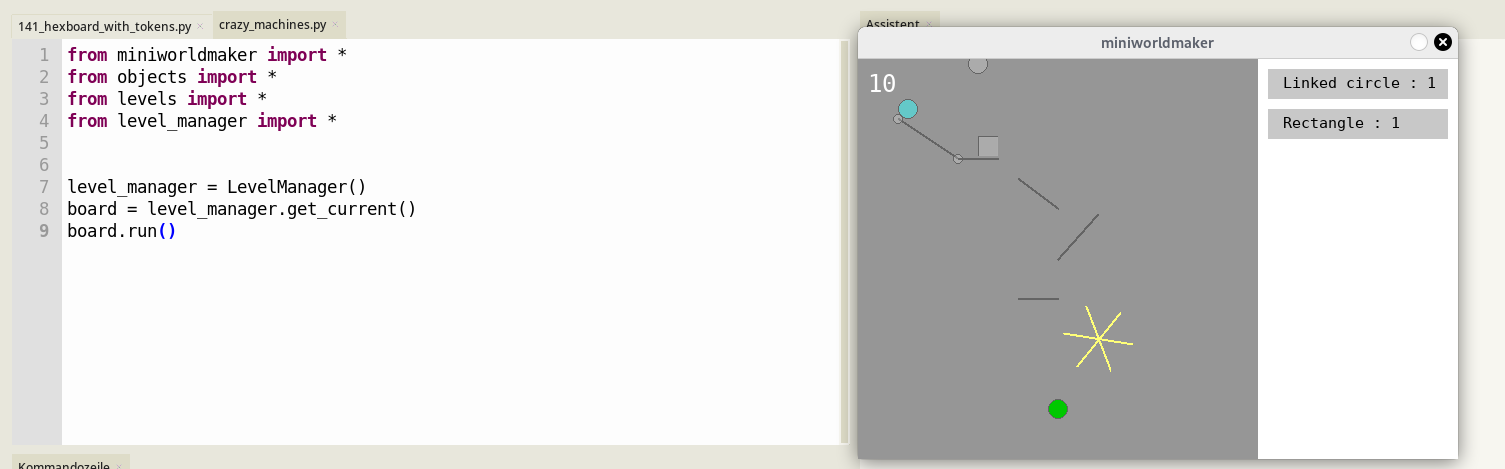 141_hexboard_with_tokens.py ×
crazy_machines.py ×
1 from miniworldmaker import *
2 from objects import *
3 from levels import *
4 from level_manager import *
5
6
7 level_manager = LevelManager()
8 board = level_manager.get_current()
9 board.run()
Kommandozeile ×
Assistent ×
miniworldmaker
10
Linked circle : 1
Rectangle : 1